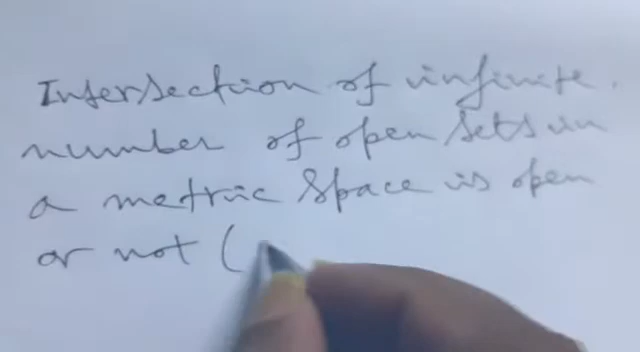 Intersection of infinite.
number of open sets in
a metric space is open
or not (